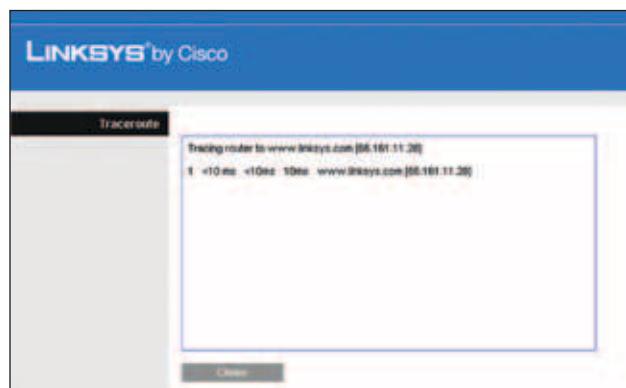 LINKSYS® by Cisco
Traceroute
Tracing router to www.linksys.com [66.161.11.20]
1 <10 ms <10ms 10ms www.linksys.com [66.161.11.20]
Close